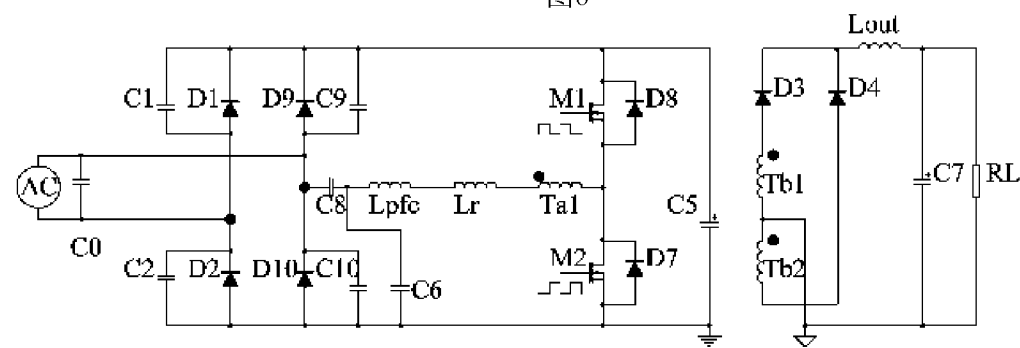 图6
Lout
C1 D1 D9 C9 M1 D8 D3 D4
AC C8 Lpfc Lr Ta1 C5 Tb1 C7 RL
C0
C2 D2 D10 C10 C6 M2 D7 Tb2